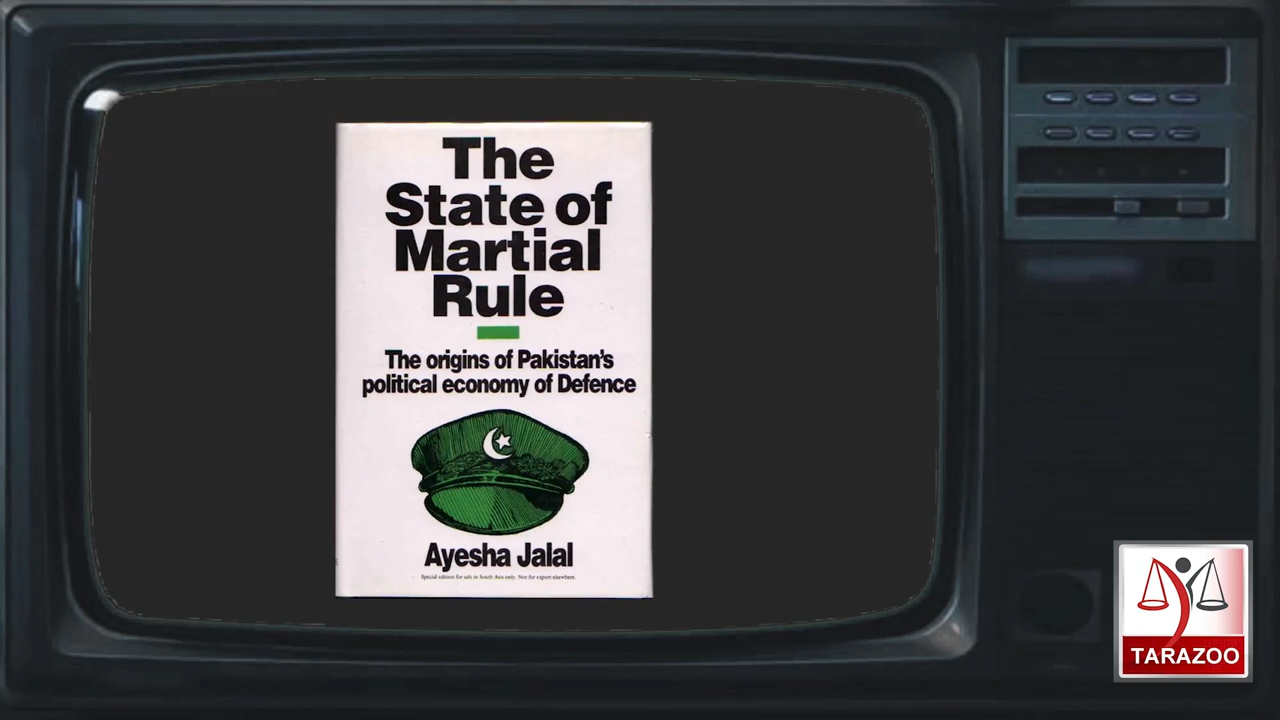 The
State of
Martial
Rule
The origins of Pakistan's
political economy of Defence
Ayesha Jalal
Special edition for sale in South Asia only. Not for export elsewhere.
TARAZOO